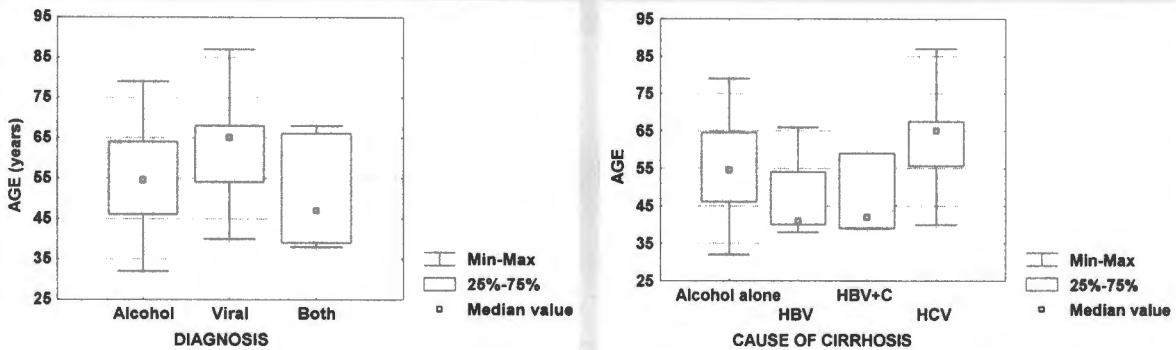 95
85
75
65
55
45
35
25
AGE (years)
Alcohol Viral Both
DIAGNOSIS
Min-Max
25%-75%
Median value
95
85
75
65
55
45
35
25
AGE
Alcohol alone HBV HBV+C HCV
CAUSE OF CIRRHOSIS
Min-Max
25%-75%
Median value